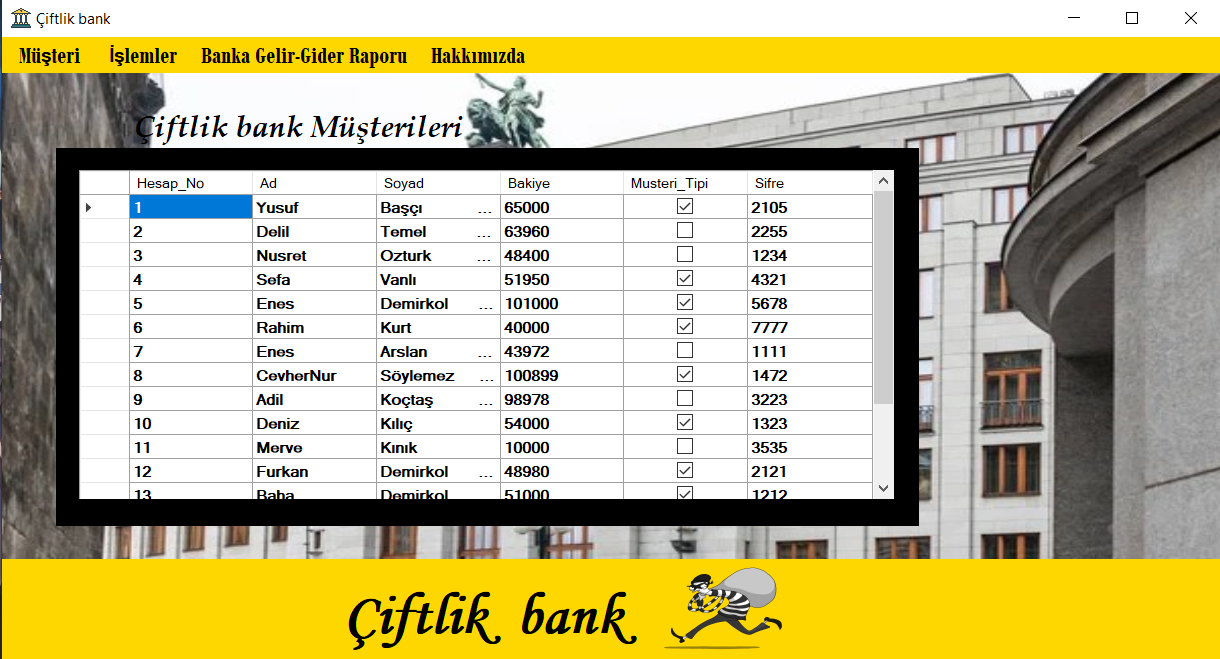 Çiftlik bank
Müşteri İşlemler Banka Gelir-Gider Raporu Hakkımızda
Çiftlik bank Müşterileri
Hesap_No Ad Soyad Bakiye Musteri_Tipi Sifre
1 Yusuf Başçı ... 65000 2105
2 Delil Temel ... 63960 2255
3 Nusret Ozturk ... 48400 1234
4 Sefa Vanlı 51950 4321
5 Enes Demirkol ... 101000 5678
6 Rahim Kurt 40000 7777
7 Enes Arslan ... 43972 1111
8 CevherNur Söylemez ... 100899 1472
9 Adil Koçtaş ... 98978 3223
10 Deniz Kılıç 54000 1323
11 Merve Kınık 10000 3535
12 Furkan Demirkol ... 48980 2121
13 Baha Demirkol 51000 1212
Çiftlik bank